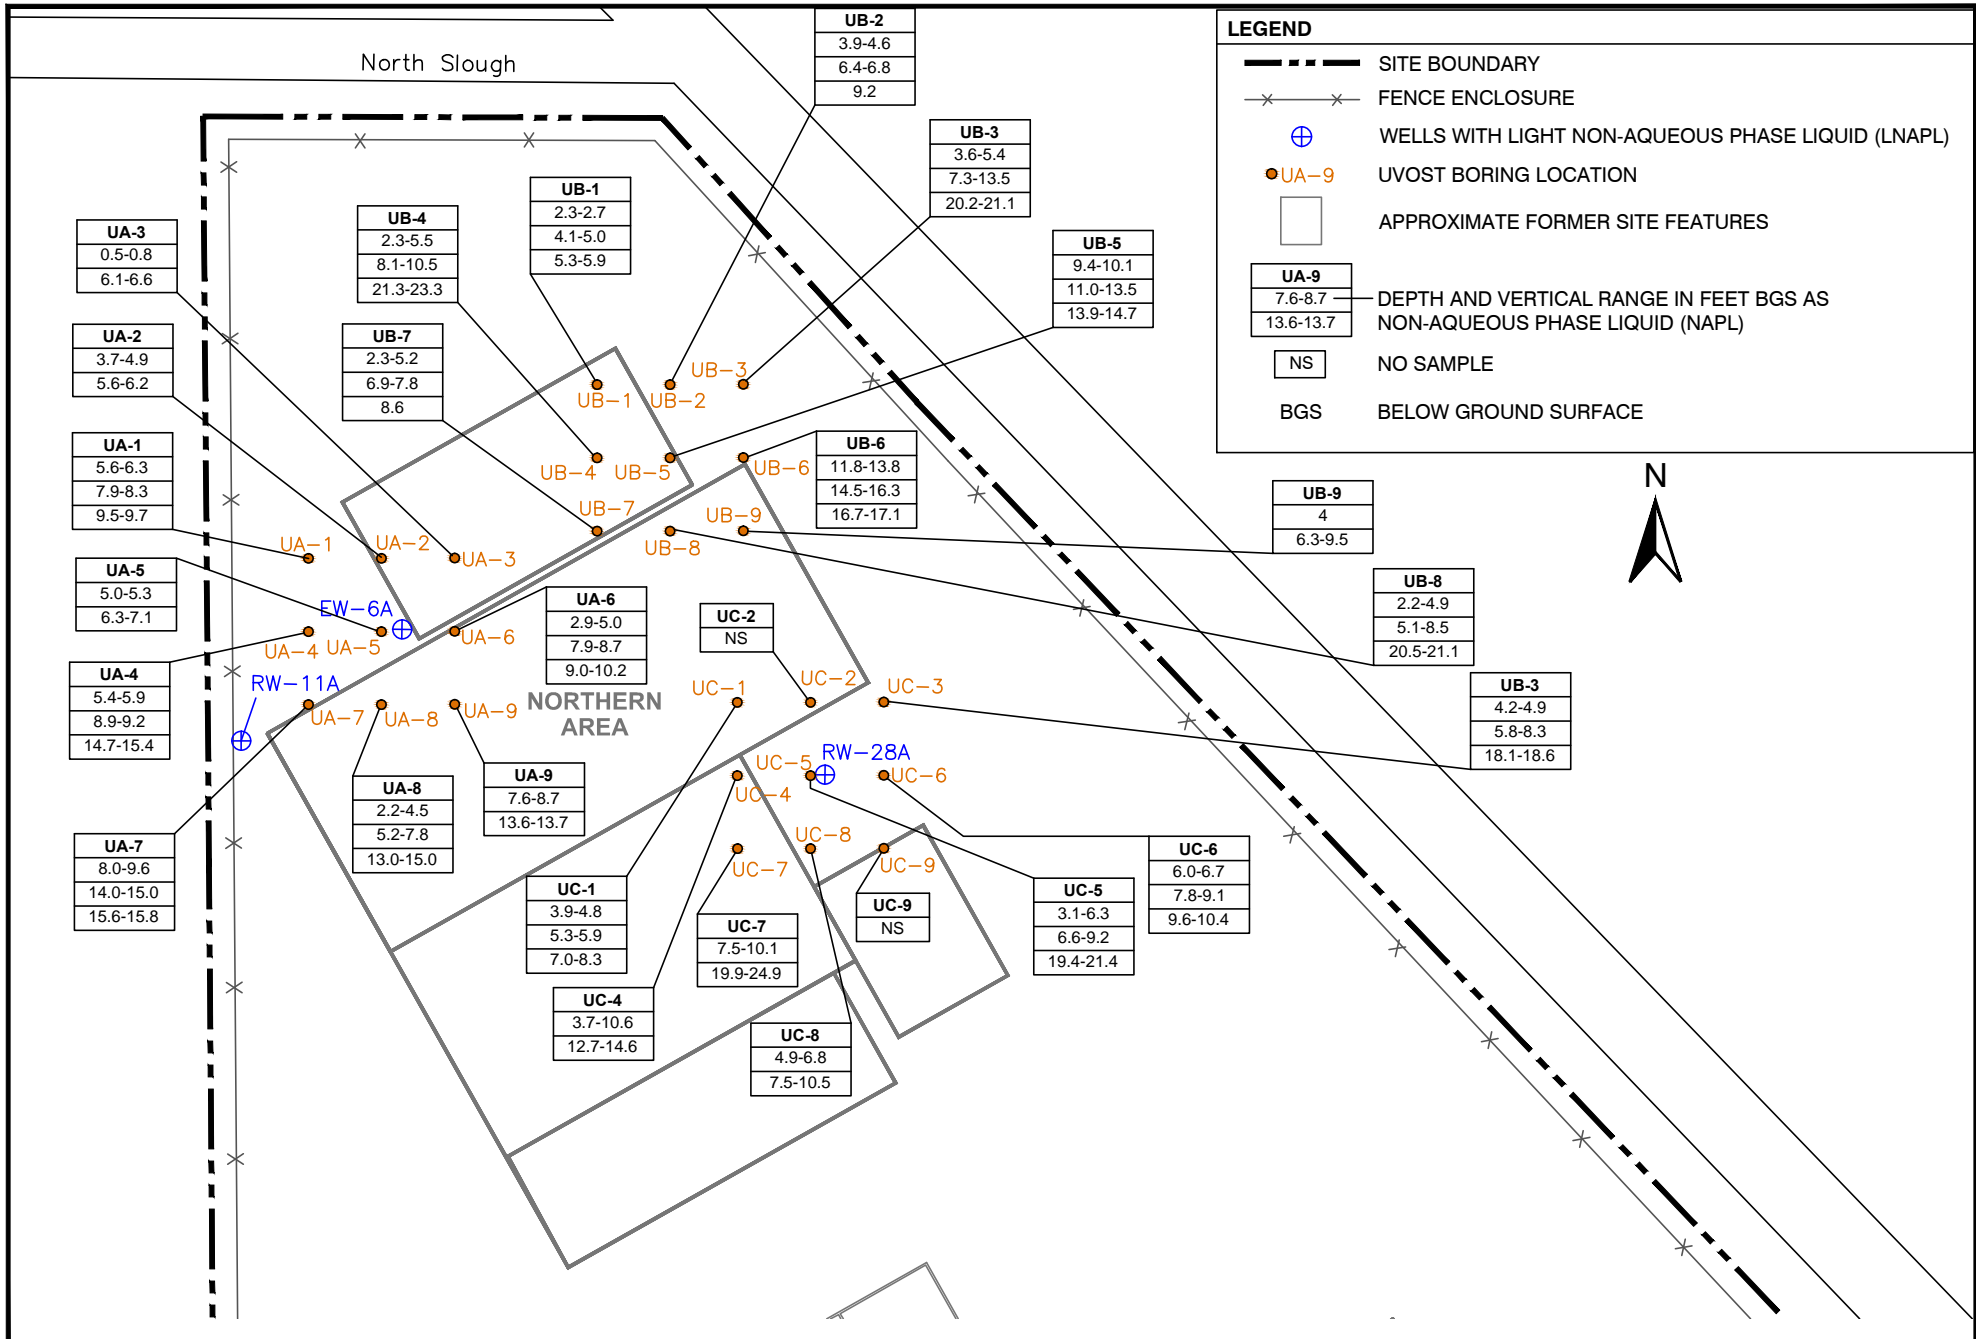 North Slough
UB-2
3.9-4.6
6.4-6.8
9.2
UB-3
3.6-5.4
7.3-13.5
20.2-21.1
UB-1
2.3-2.7
4.1-5.0
5.3-5.9
UB-4
2.3-5.5
8.1-10.5
21.3-23.3
UA-3
0.5-0.8
6.1-6.6
UB-5
9.4-10.1
11.0-13.5
13.9-14.7
UA-2
3.7-4.9
5.6-6.2
UB-7
2.3-5.2
6.9-7.8
8.6
UA-1
5.6-6.3
7.9-8.3
9.5-9.7
UB-6
11.8-13.8
14.5-16.3
16.7-17.1
UB-9
4
6.3-9.5
UA-5
5.0-5.3
6.3-7.1
UB-8
2.2-4.9
5.1-8.5
20.5-21.1
UA-6
2.9-5.0
7.9-8.7
9.0-10.2
UC-2
NS
UA-4
5.4-5.9
8.9-9.2
14.7-15.4
UB-3
4.2-4.9
5.8-8.3
18.1-18.6
UA-8
2.2-4.5
5.2-7.8
13.0-15.0
UA-9
7.6-8.7
13.6-13.7
UA-7
8.0-9.6
14.0-15.0
15.6-15.8
UC-1
3.9-4.8
5.3-5.9
7.0-8.3
UC-7
7.5-10.1
19.9-24.9
UC-9
NS
UC-5
3.1-6.3
6.6-9.2
19.4-21.4
UC-6
6.0-6.7
7.8-9.1
9.6-10.4
UC-4
3.7-10.6
12.7-14.6
UC-8
4.9-6.8
7.5-10.5
UB-3
UB-1
UB-2
UB-4
UB-5
UB-6
UB-7
UB-9
UB-8
UA-1
UA-2
UA-3
EW-6A
UA-4
UA-5
UA-6
RW-11A
UA-7
UA-8
UA-9
NORTHERN
AREA
UC-1
UC-2
UC-3
UC-5
RW-28A
UC-6
UC-4
UC-8
UC-7
UC-9
LEGEND
SITE BOUNDARY
FENCE ENCLOSURE
WELLS WITH LIGHT NON-AQUEOUS PHASE LIQUID (LNAPL)
UA-9 UVOST BORING LOCATION
APPROXIMATE FORMER SITE FEATURES
UA-9
7.6-8.7 DEPTH AND VERTICAL RANGE IN FEET BGS AS
13.6-13.7 NON-AQUEOUS PHASE LIQUID (NAPL)
NS NO SAMPLE
BGS BELOW GROUND SURFACE
N